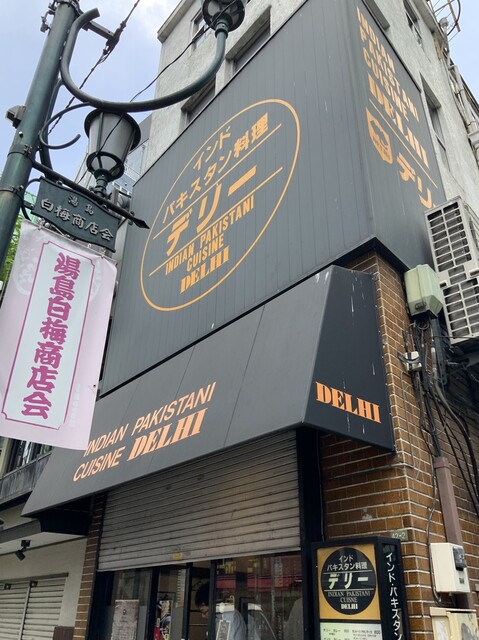 湯島
白梅商店会
湯島白梅商店会
インド
パキスタン料理
デリー
INDIAN PAKISTANI
CUISINE
DELHI
INDIAN
PAKISTANI
CUISINE
DELHI
デリー
INDIAN PAKISTANI
CUISINE DELHI
DELHI
インド
パキスタン料理
デリー
INDIAN PAKISTANI
CUISINE
DELHI
インド・パキスタ